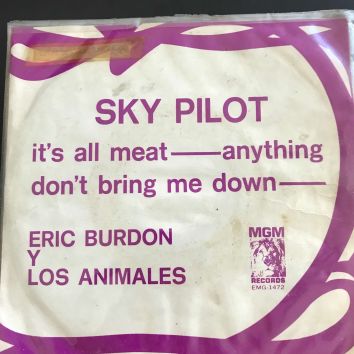 SKY PILOT
it's all meat——anything
don't bring me down——
ERIC BURDON
Y
LOS ANIMALES
MGM
RECORDS
EMG-1472